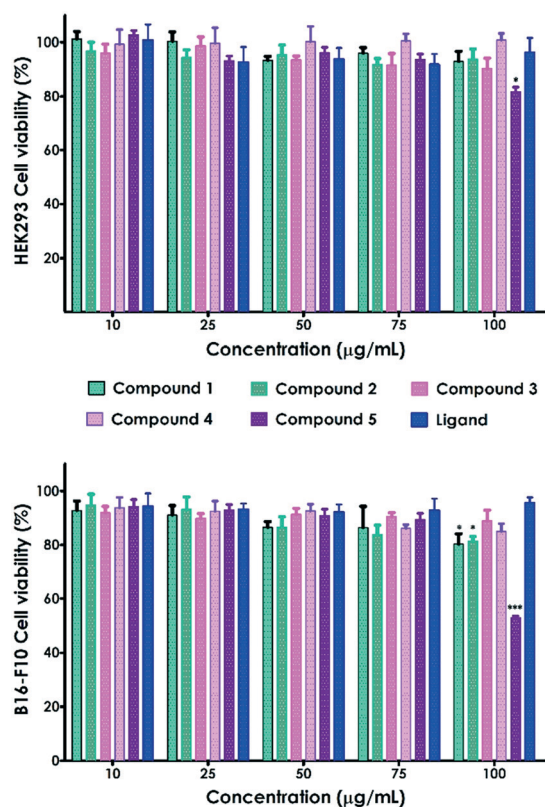 HEK293 Cell viability (%)
100
80
60
40
20
*
10 25 50 75 100
Concentration (μg/mL)
Compound 1 Compound 2 Compound 3
Compound 4 Compound 5 Ligand
B16-F10 Cell viability (%)
100
80
60
40
20
0
* * ***
10 25 50 75 100
Concentration (μg/mL)